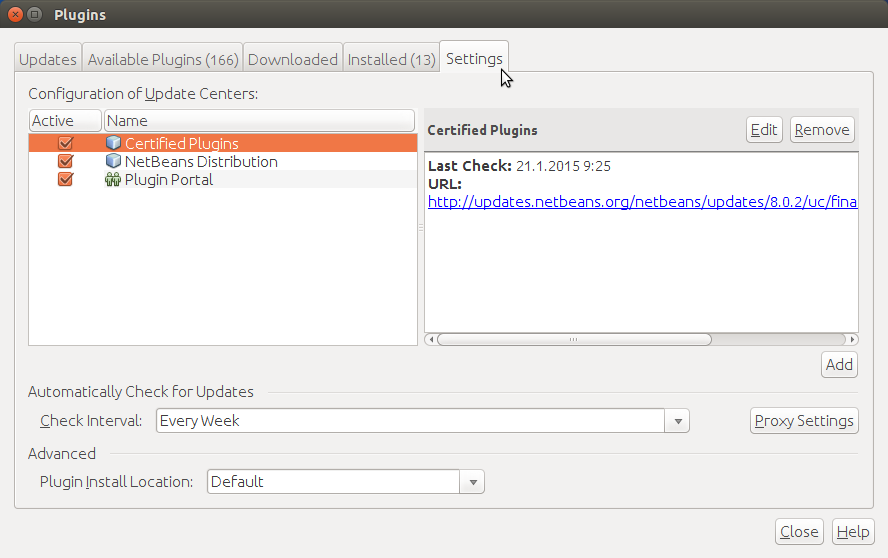 Plugins
Updates Available Plugins (166) Downloaded Installed (13) Settings
Configuration of Update Centers:
Active Name
Certified Plugins
NetBeans Distribution
Plugin Portal
Certified Plugins Edit Remove
Last Check: 21.1.2015 9:25
URL:
http://updates.netbeans.org/netbeans/updates/8.0.2/uc/fina
Add
Automatically Check for Updates
Check Interval: Every Week Proxy Settings
Advanced
Plugin Install Location: Default
Close Help